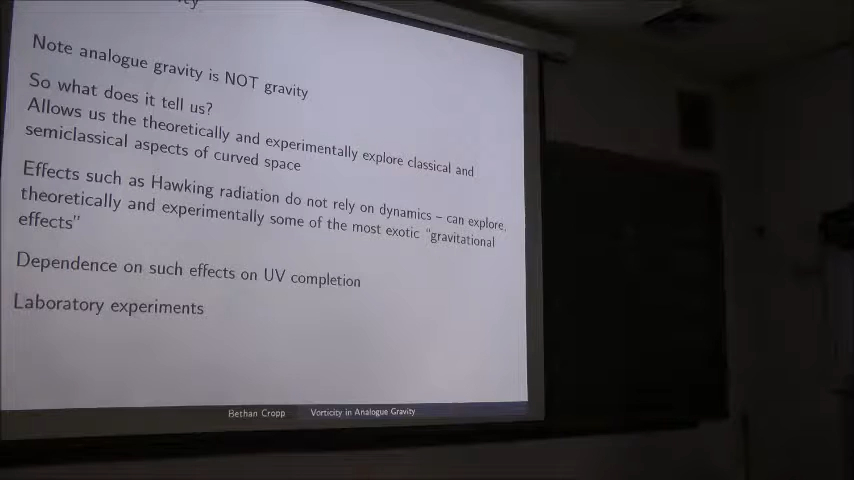 Note analogue gravity is NOT gravity
So what does it tell us?
Allows us the theoretically and experimentally explore classical and
semiclassical aspects of curved space
Effects such as Hawking radiation do not rely on dynamics – can explore,
theoretically and experimentally some of the most exotic "gravitational
effects"
Dependence on such effects on UV completion
Laboratory experiments
Bethan Cropp Vorticity in Analogue Gravity